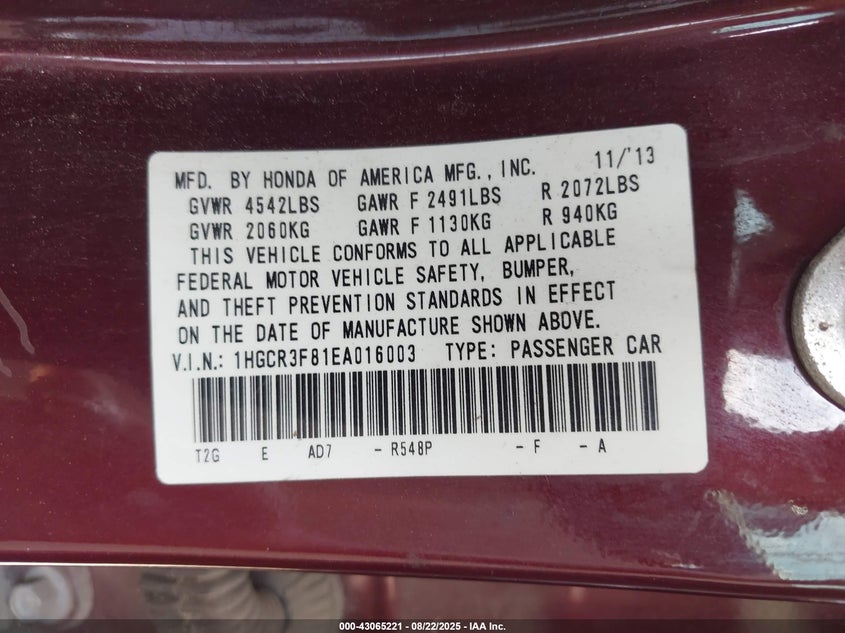 MFD. BY HONDA OF AMERICA MFG., INC. 11/'13
GVWR 4542LBS GAWR F 2491LBS R 2072LBS
GVWR 2060KG GAWR F 1130KG R 940KG
THIS VEHICLE CONFORMS TO ALL APPLICABLE
FEDERAL MOTOR VEHICLE SAFETY, BUMPER,
AND THEFT PREVENTION STANDARDS IN EFFECT
ON THE DATE OF MANUFACTURE SHOWN ABOVE.
V.I.N.: 1HGCR3F81EA016003 TYPE: PASSENGER CAR
T2G E AD7 - R548P - F - A
000-43065221 - 08/22/2025 - IAA Inc.